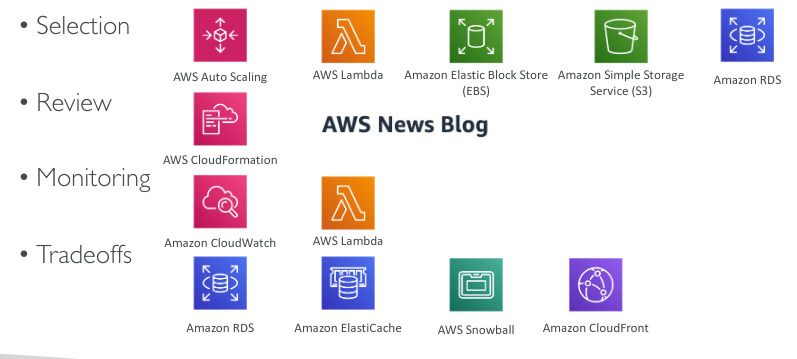 • Selection
AWS Auto Scaling
AWS Lambda
Amazon Elastic Block Store
(EBS)
Amazon Simple Storage
Service (S3)
Amazon RDS
• Review
AWS CloudFormation
AWS News Blog
• Monitoring
Amazon CloudWatch
AWS Lambda
• Tradeoffs
Amazon RDS
Amazon ElastiCache
AWS Snowball
Amazon CloudFront